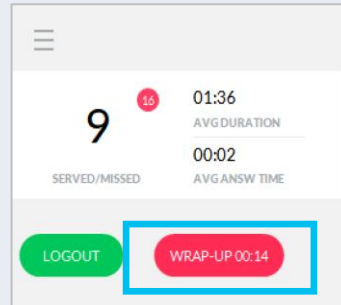 16
9
SERVED/MISSED
01:36
AVG DURATION
00:02
AVG ANSW TIME
LOGOUT
WRAP-UP 00:14